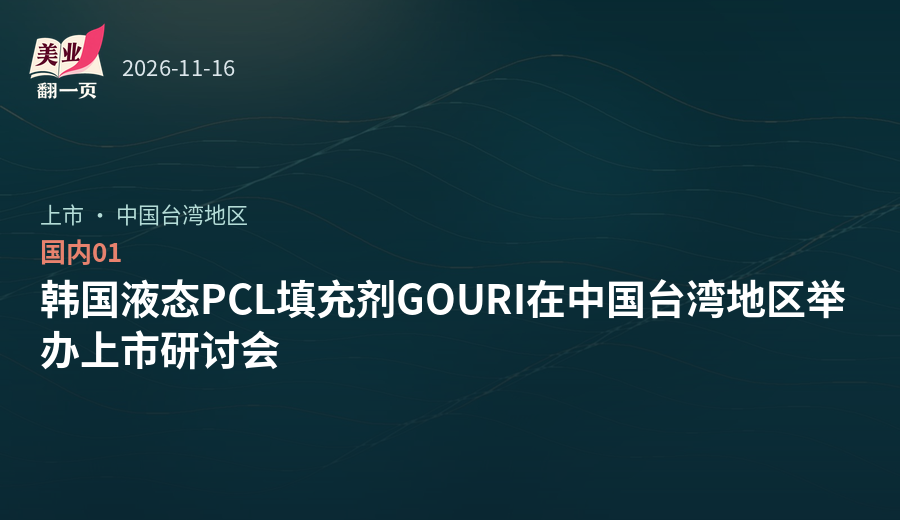 美业
翻一页
2026-11-16
上市 · 中国台湾地区
国内01
韩国液态PCL填充剂GOURI在中国台湾地区举
办上市研讨会